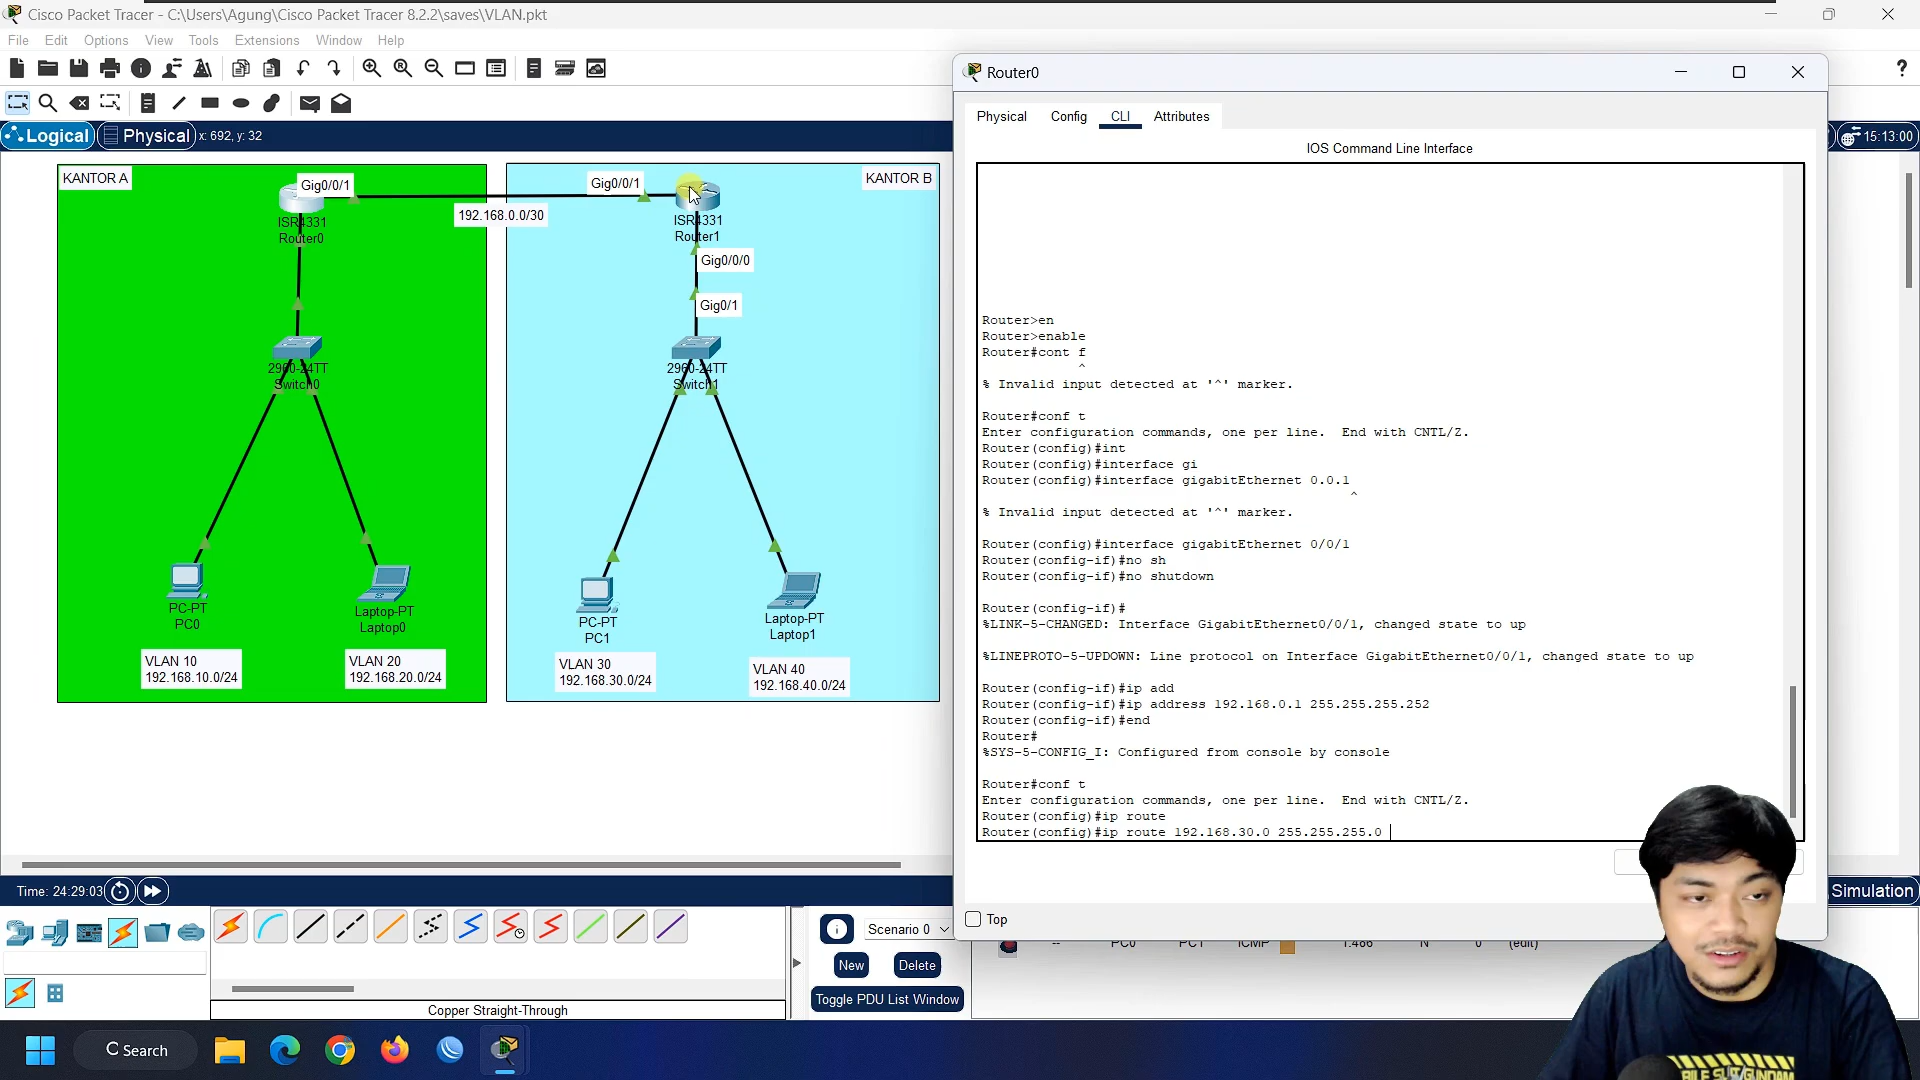 Cisco Packet Tracer - C:\Users\Agung\Cisco Packet Tracer 8.2.2\saves\VLAN.pkt
File Edit Options View Tools Extensions Window Help
?
Logical Physical x: 692, y: 32
15:13:00
KANTOR A
Gig0/0/1
ISR4331
Router0
192.168.0.0/30
2960-24TT
Switch0
PC-PT
PC0
Laptop-PT
Laptop0
VLAN 10
192.168.10.0/24
VLAN 20
192.168.20.0/24
KANTOR B
Gig0/0/1
ISR4331
Router1
Gig0/0/0
Gig0/1
2960-24TT
Switch1
PC-PT
PC1
Laptop-PT
Laptop1
VLAN 30
192.168.30.0/24
VLAN 40
192.168.40.0/24
Router0
Physical Config CLI Attributes
IOS Command Line Interface
Router>en
Router>enable
Router#cont f
^
% Invalid input detected at '^' marker.
Router#conf t
Enter configuration commands, one per line. End with CNTL/Z.
Router(config)#int
Router(config)#interface gi
Router(config)#interface gigabitEthernet 0.0.1
^
% Invalid input detected at '^' marker.
Router(config)#interface gigabitEthernet 0/0/1
Router(config-if)#no sh
Router(config-if)#no shutdown
Router(config-if)#
%LINK-5-CHANGED: Interface GigabitEthernet0/0/1, changed state to up
%LINEPROTO-5-UPDOWN: Line protocol on Interface GigabitEthernet0/0/1, changed state to up
Router(config-if)#ip add
Router(config-if)#ip address 192.168.0.1 255.255.255.252
Router(config-if)#end
Router#
%SYS-5-CONFIG_I: Configured from console by console
Router#conf t
Enter configuration commands, one per line. End with CNTL/Z.
Router(config)#ip route
Router(config)#ip route 192.168.30.0 255.255.255.0
Top
Time: 24:29:03
Simulation
Scenario 0
New Delete
Toggle PDU List Window
-- PC0 PC1 ICMP 1.486 N 0 (edit)
Copper Straight-Through
Search